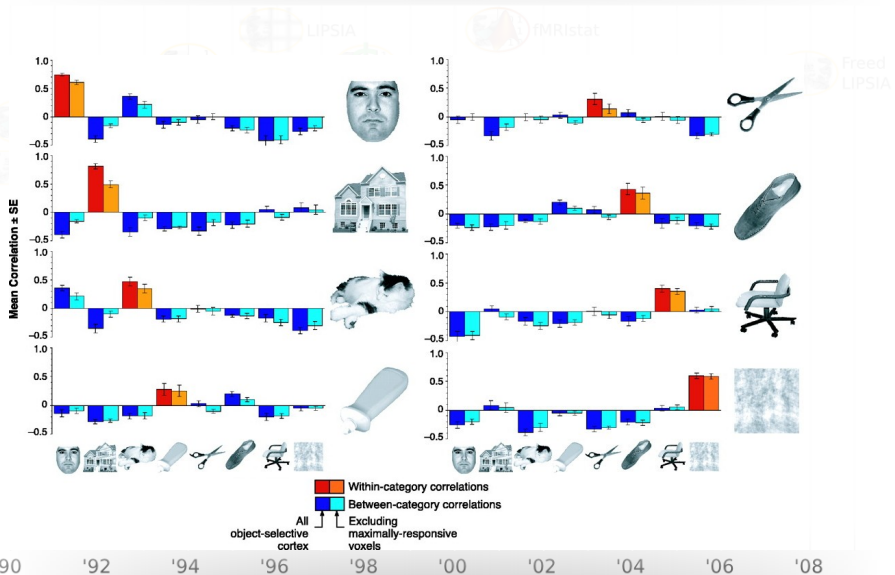 LIPSIA
fMRIstat
Freed
LIPSIA
1.0
0.5
0
−0.5
1.0
0.5
0
−0.5
1.0
0.5
0
−0.5
1.0
0.5
0
−0.5
1.0
0.5
0
−0.5
1.0
0.5
0
−0.5
1.0
0.5
0
−0.5
1.0
0.5
0
−0.5
Mean Correlation ± SE
Within-category correlations
Between-category correlations
All
object-selective
cortex
Excluding
maximally-responsive
voxels
90 '92 '94 '96 '98 '00 '02 '04 '06 '08